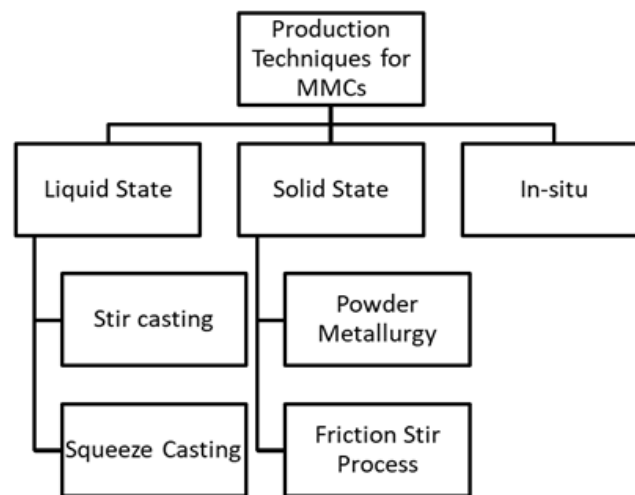 Production
Techniques for
MMCs
Liquid State
Solid State
In-situ
Stir casting
Powder
Metallurgy
Squeeze Casting
Friction Stir
Process